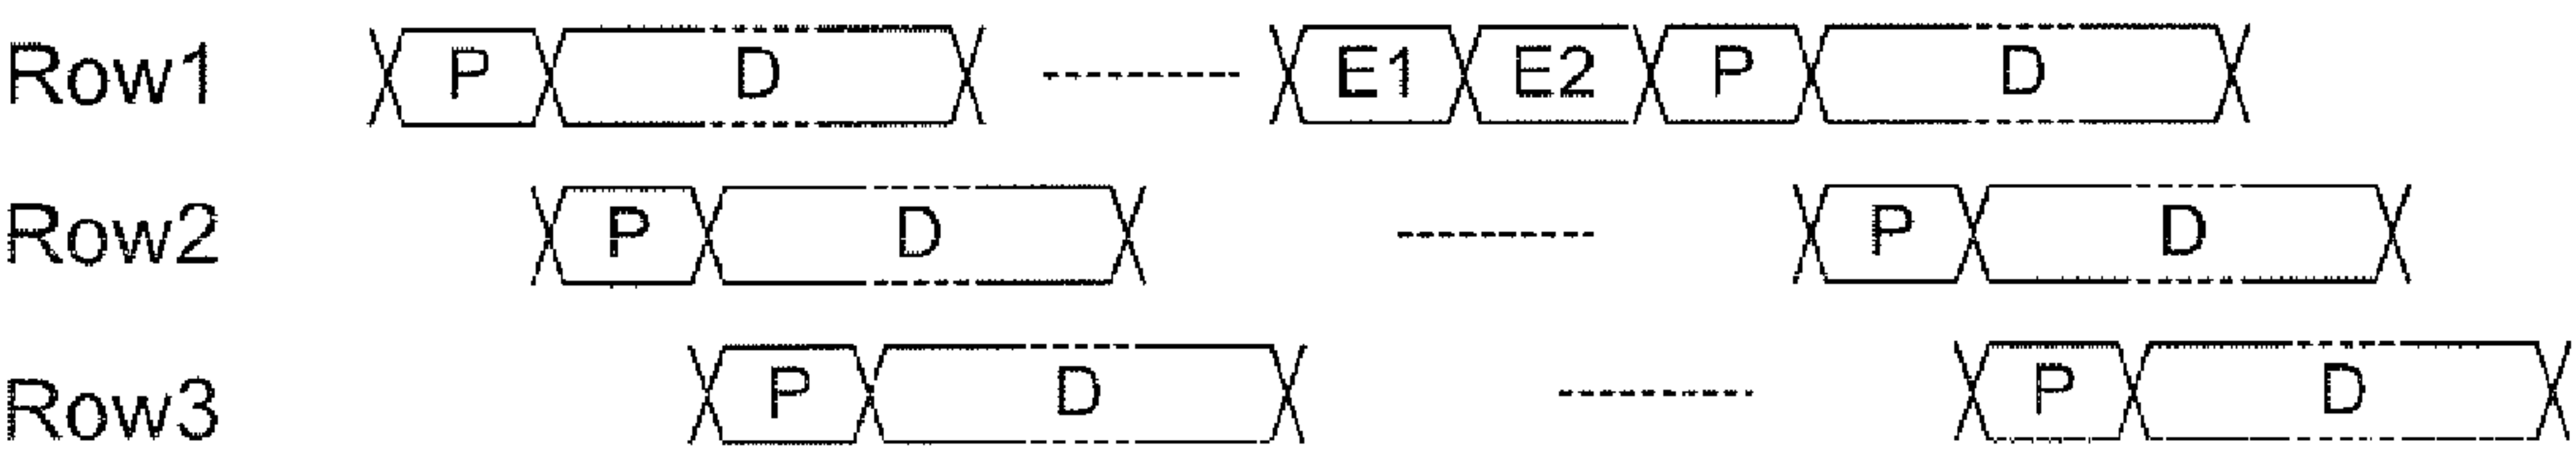 Row1 P D E1 E2 P D
Row2 P D P D
Row3 P D P D